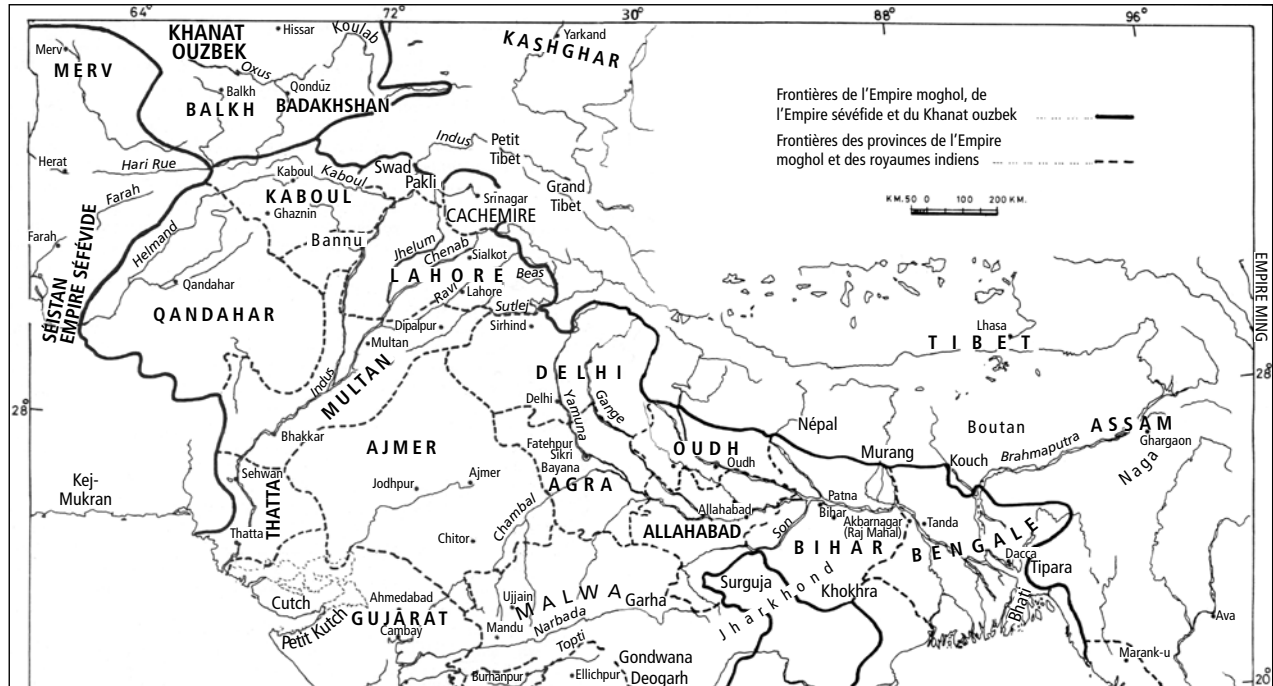 64°
72°
30°
88°
96°
KHANAT
OUZBEK
Hissar
Koulab
Yarkand
KASHGHAR
Merv
MERV
Oxus
Balkh
Qondüz
BALKH
BADAKHSHAN
Frontières de l'Empire moghol, de
l'Empire sévéfide et du Khanat ouzbek
Frontières des provinces de l'Empire
moghol et des royaumes indiens
KM.50 0 100 200 KM.
Herat
Hari Rue
Indus
Petit
Tibet
Grand
Tibet
Farah
Kaboul
Kaboul
Swad
Pakli
KABOUL
Ghaznin
Srinagar
CACHEMIRE
Farah
Helmand
Bannu
Jhelum
Chenab
Sialkot
LAHORE
Beas
Ravi
Lahore
Sutlej
Qandahar
QANDAHAR
SÉISTAN
EMPIRE SÉFÉVIDE
EMPIRE MING
Dipalpur
Sirhind
Multan
Lhasa
TIBET
Indus
MULTAN
DELHI
28°
28°
Delhi
Yamuna
Gange
Bhakkar
AJMER
Népal
Boutan
ASSAM
Ghargaon
Naga
Brahmaputra
Fatehpur
Sikri
Bayana
OUDH
Oudh
Murang
Kouch
Sehwan
Kej-
Mukran
Jodhpur
Ajmer
AGRA
THATTA
Chambal
Allahabad
Patna
Bihar
Akbarnagar
(Raj Mahal)
Tanda
Thatta
Chitor
ALLAHABAD
Son
BIHAR
BENGALE
Dacca
Tipara
Surguja
Jharkhond
Khokhra
Bhati
Cutch
Ahmedabad
Ujjain
MALWA
Garha
Petit Kutch
GUJÂRAT
Mandu
Narbada
Cambay
Ava
Topti
Gondwana
Deogarh
Marank-u
Burhanpur
Ellichpur
20°